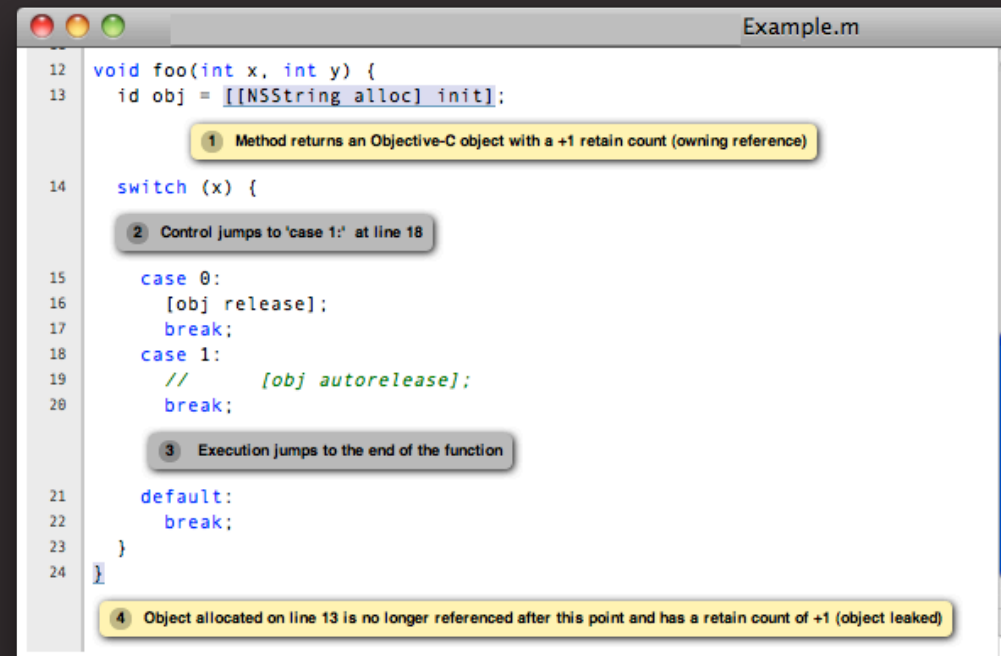 Example.m
12 void foo(int x, int y) {
13 id obj = [[NSString alloc] init];
1 Method returns an Objective-C object with a +1 retain count (owning reference)
14 switch (x) {
2 Control jumps to 'case 1:' at line 18
15 case 0:
16 [obj release];
17 break;
18 case 1:
19 // [obj autorelease];
20 break;
3 Execution jumps to the end of the function
21 default:
22 break;
23 }
24 }
4 Object allocated on line 13 is no longer referenced after this point and has a retain count of +1 (object leaked)